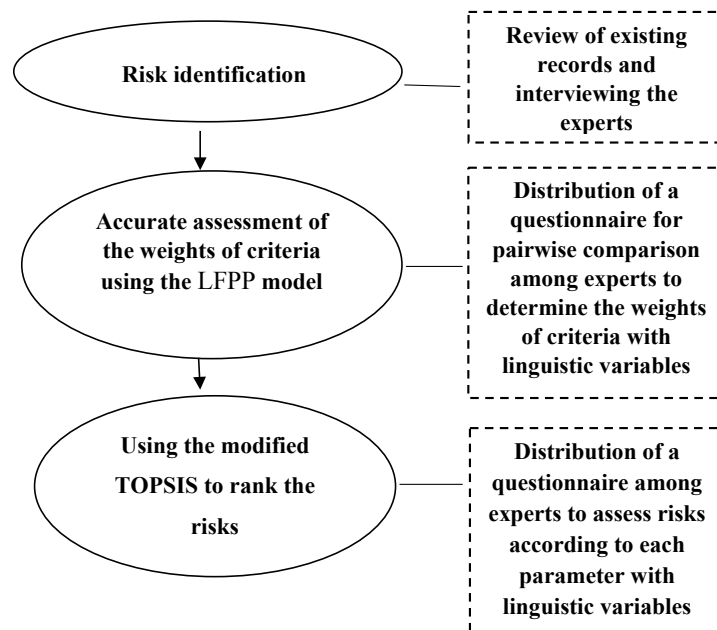 Risk identification
Review of existing
records and
interviewing the
experts
Accurate assessment of
the weights of criteria
using the LFPP model
Distribution of a
questionnaire for
pairwise comparison
among experts to
determine the weights
of criteria with
linguistic variables
Using the modified
TOPSIS to rank the
risks
Distribution of a
questionnaire among
experts to assess risks
according to each
parameter with
linguistic variables